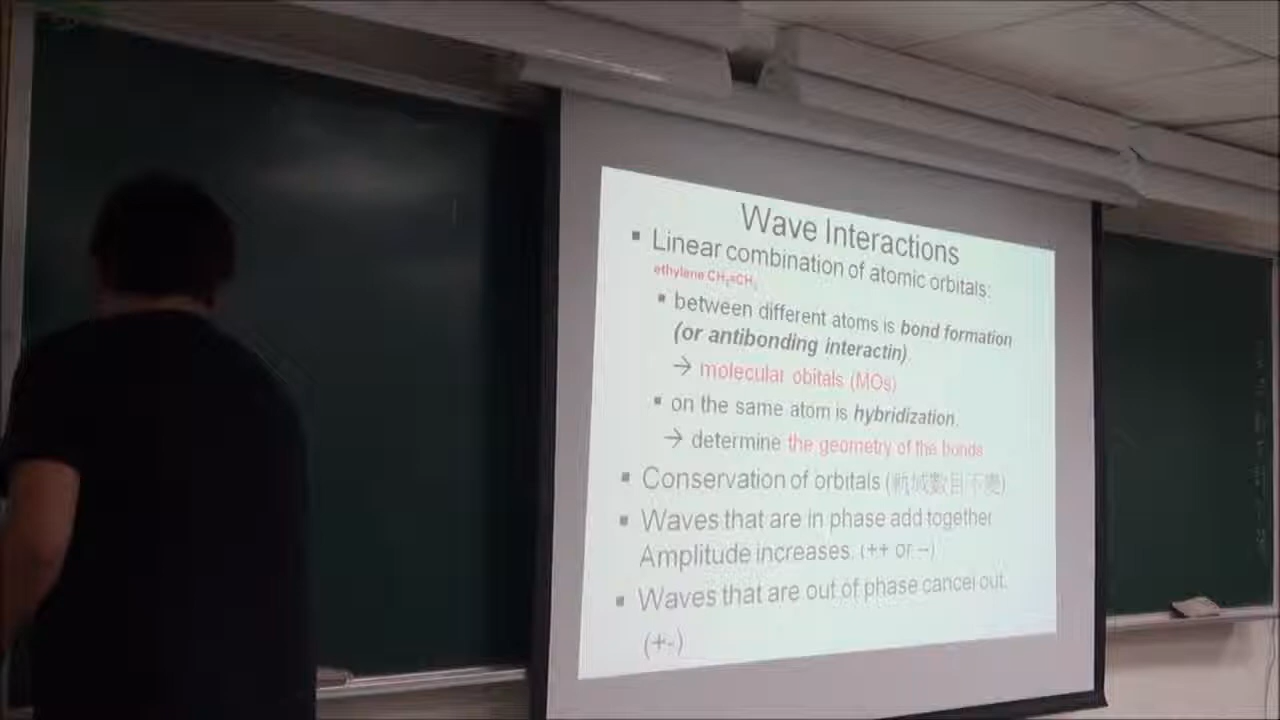 Wave Interactions
▪ Linear combination of atomic orbitals:
ethylene CH₂=CH₂
▪ between different atoms is bond formation
(or antibonding interactin).
→ molecular obitals (MOs)
▪ on the same atom is hybridization.
→ determine the geometry of the bonds
▪ Conservation of orbitals (軌域數目不變)
▪ Waves that are in phase add together
Amplitude increases. (++ or --)
▪ Waves that are out of phase cancel out.
(+-)